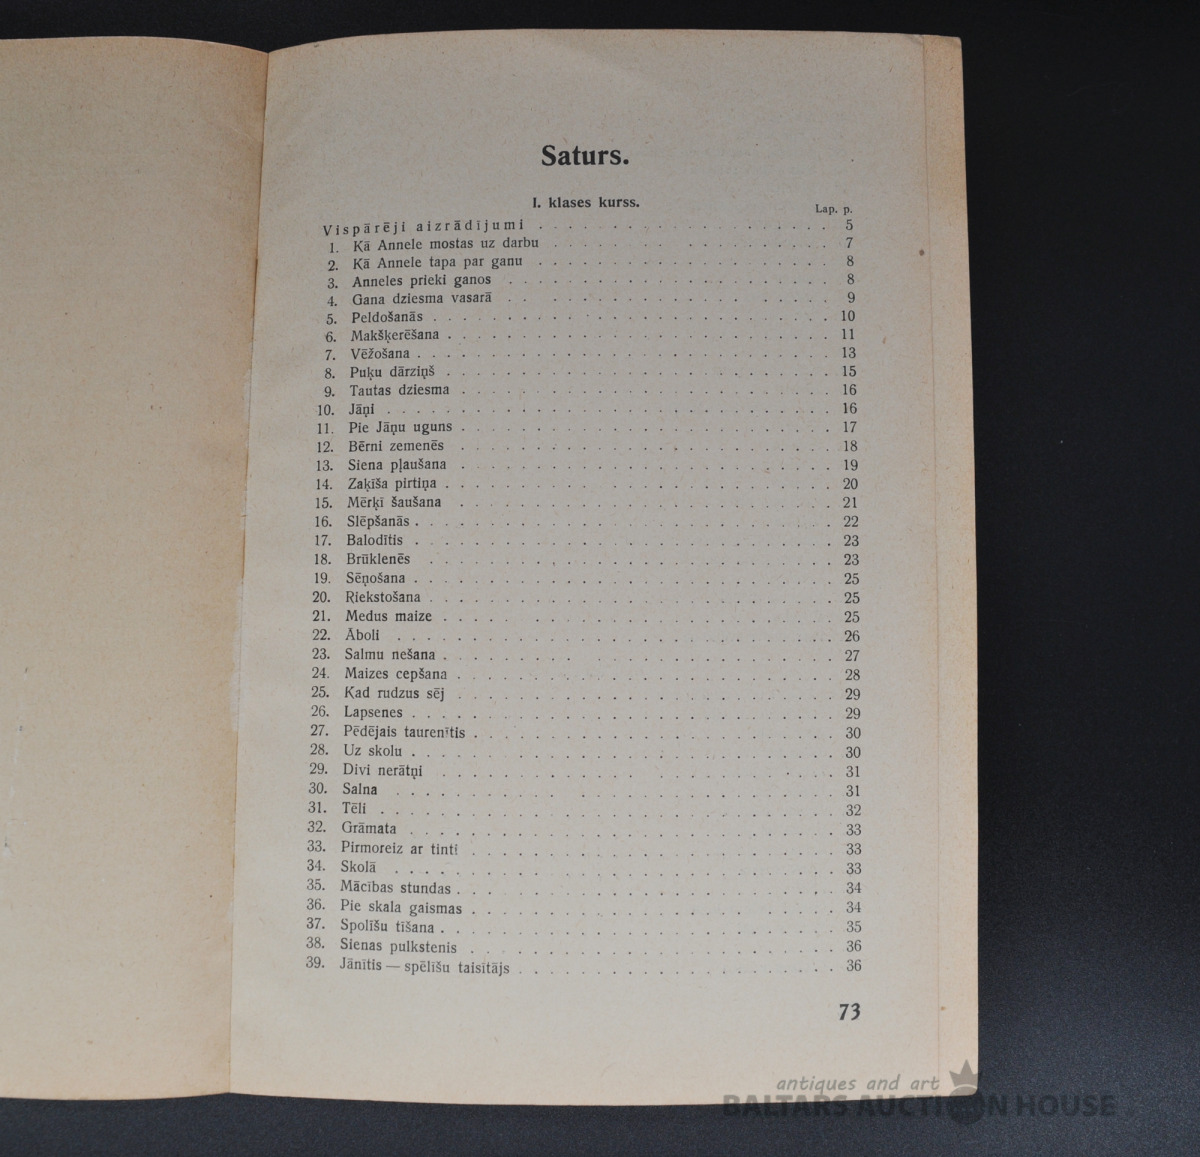 Saturs.
I. klases kurss.
Lap. p.
Vispārēji aizrādījumi . . . . . . . . . . . . . . . . . . 5
1. Kā Annele mostas uz darbu . . . . . . . . . . . . . . . . 7
2. Kā Annele tapa par ganu . . . . . . . . . . . . . . . . . 8
3. Anneles prieki ganos . . . . . . . . . . . . . . . . . . 8
4. Gana dziesma vasarā . . . . . . . . . . . . . . . . . . 9
5. Peldošanās . . . . . . . . . . . . . . . . . . . . . . 10
6. Makšķerēšana . . . . . . . . . . . . . . . . . . . . . 11
7. Vēžošana . . . . . . . . . . . . . . . . . . . . . . . 13
8. Puķu dārziņš . . . . . . . . . . . . . . . . . . . . . 15
9. Tautas dziesma . . . . . . . . . . . . . . . . . . . . 16
10. Jāņi . . . . . . . . . . . . . . . . . . . . . . . . 16
11. Pie Jāņu uguns . . . . . . . . . . . . . . . . . . . . 17
12. Bērni zemenēs . . . . . . . . . . . . . . . . . . . . 18
13. Siena pļaušana . . . . . . . . . . . . . . . . . . . . 19
14. Zaķīša pirtiņa . . . . . . . . . . . . . . . . . . . . 20
15. Mērķī šaušana . . . . . . . . . . . . . . . . . . . . 21
16. Slēpšanās . . . . . . . . . . . . . . . . . . . . . . 22
17. Balodītis . . . . . . . . . . . . . . . . . . . . . . 23
18. Brūklenēs . . . . . . . . . . . . . . . . . . . . . . 23
19. Sēņošana . . . . . . . . . . . . . . . . . . . . . . 25
20. Riekstošana . . . . . . . . . . . . . . . . . . . . . 25
21. Medus maize . . . . . . . . . . . . . . . . . . . . . 25
22. Āboli . . . . . . . . . . . . . . . . . . . . . . . . 26
23. Salmu nešana . . . . . . . . . . . . . . . . . . . . . 27
24. Maizes cepšana . . . . . . . . . . . . . . . . . . . . 28
25. Kad rudzus sēj . . . . . . . . . . . . . . . . . . . . 29
26. Lapsenes . . . . . . . . . . . . . . . . . . . . . . 29
27. Pēdējais taurenītis . . . . . . . . . . . . . . . . . . 30
28. Uz skolu . . . . . . . . . . . . . . . . . . . . . . 30
29. Divi nerātņi . . . . . . . . . . . . . . . . . . . . . 31
30. Salna . . . . . . . . . . . . . . . . . . . . . . . . 31
31. Tēli . . . . . . . . . . . . . . . . . . . . . . . . 32
32. Grāmata . . . . . . . . . . . . . . . . . . . . . . . 33
33. Pirmoreiz ar tinti . . . . . . . . . . . . . . . . . . . 33
34. Skolā . . . . . . . . . . . . . . . . . . . . . . . . 33
35. Mācības stundas . . . . . . . . . . . . . . . . . . . . 34
36. Pie skala gaismas . . . . . . . . . . . . . . . . . . . 34
37. Spolīšu tīšana . . . . . . . . . . . . . . . . . . . . . 35
38. Sienas pulkstenis . . . . . . . . . . . . . . . . . . . 36
39. Jānītis — spēlīšu taisītājs . . . . . . . . . . . . . . . . 36
73
antiques and art
BALTARS AUCTION HOUSE